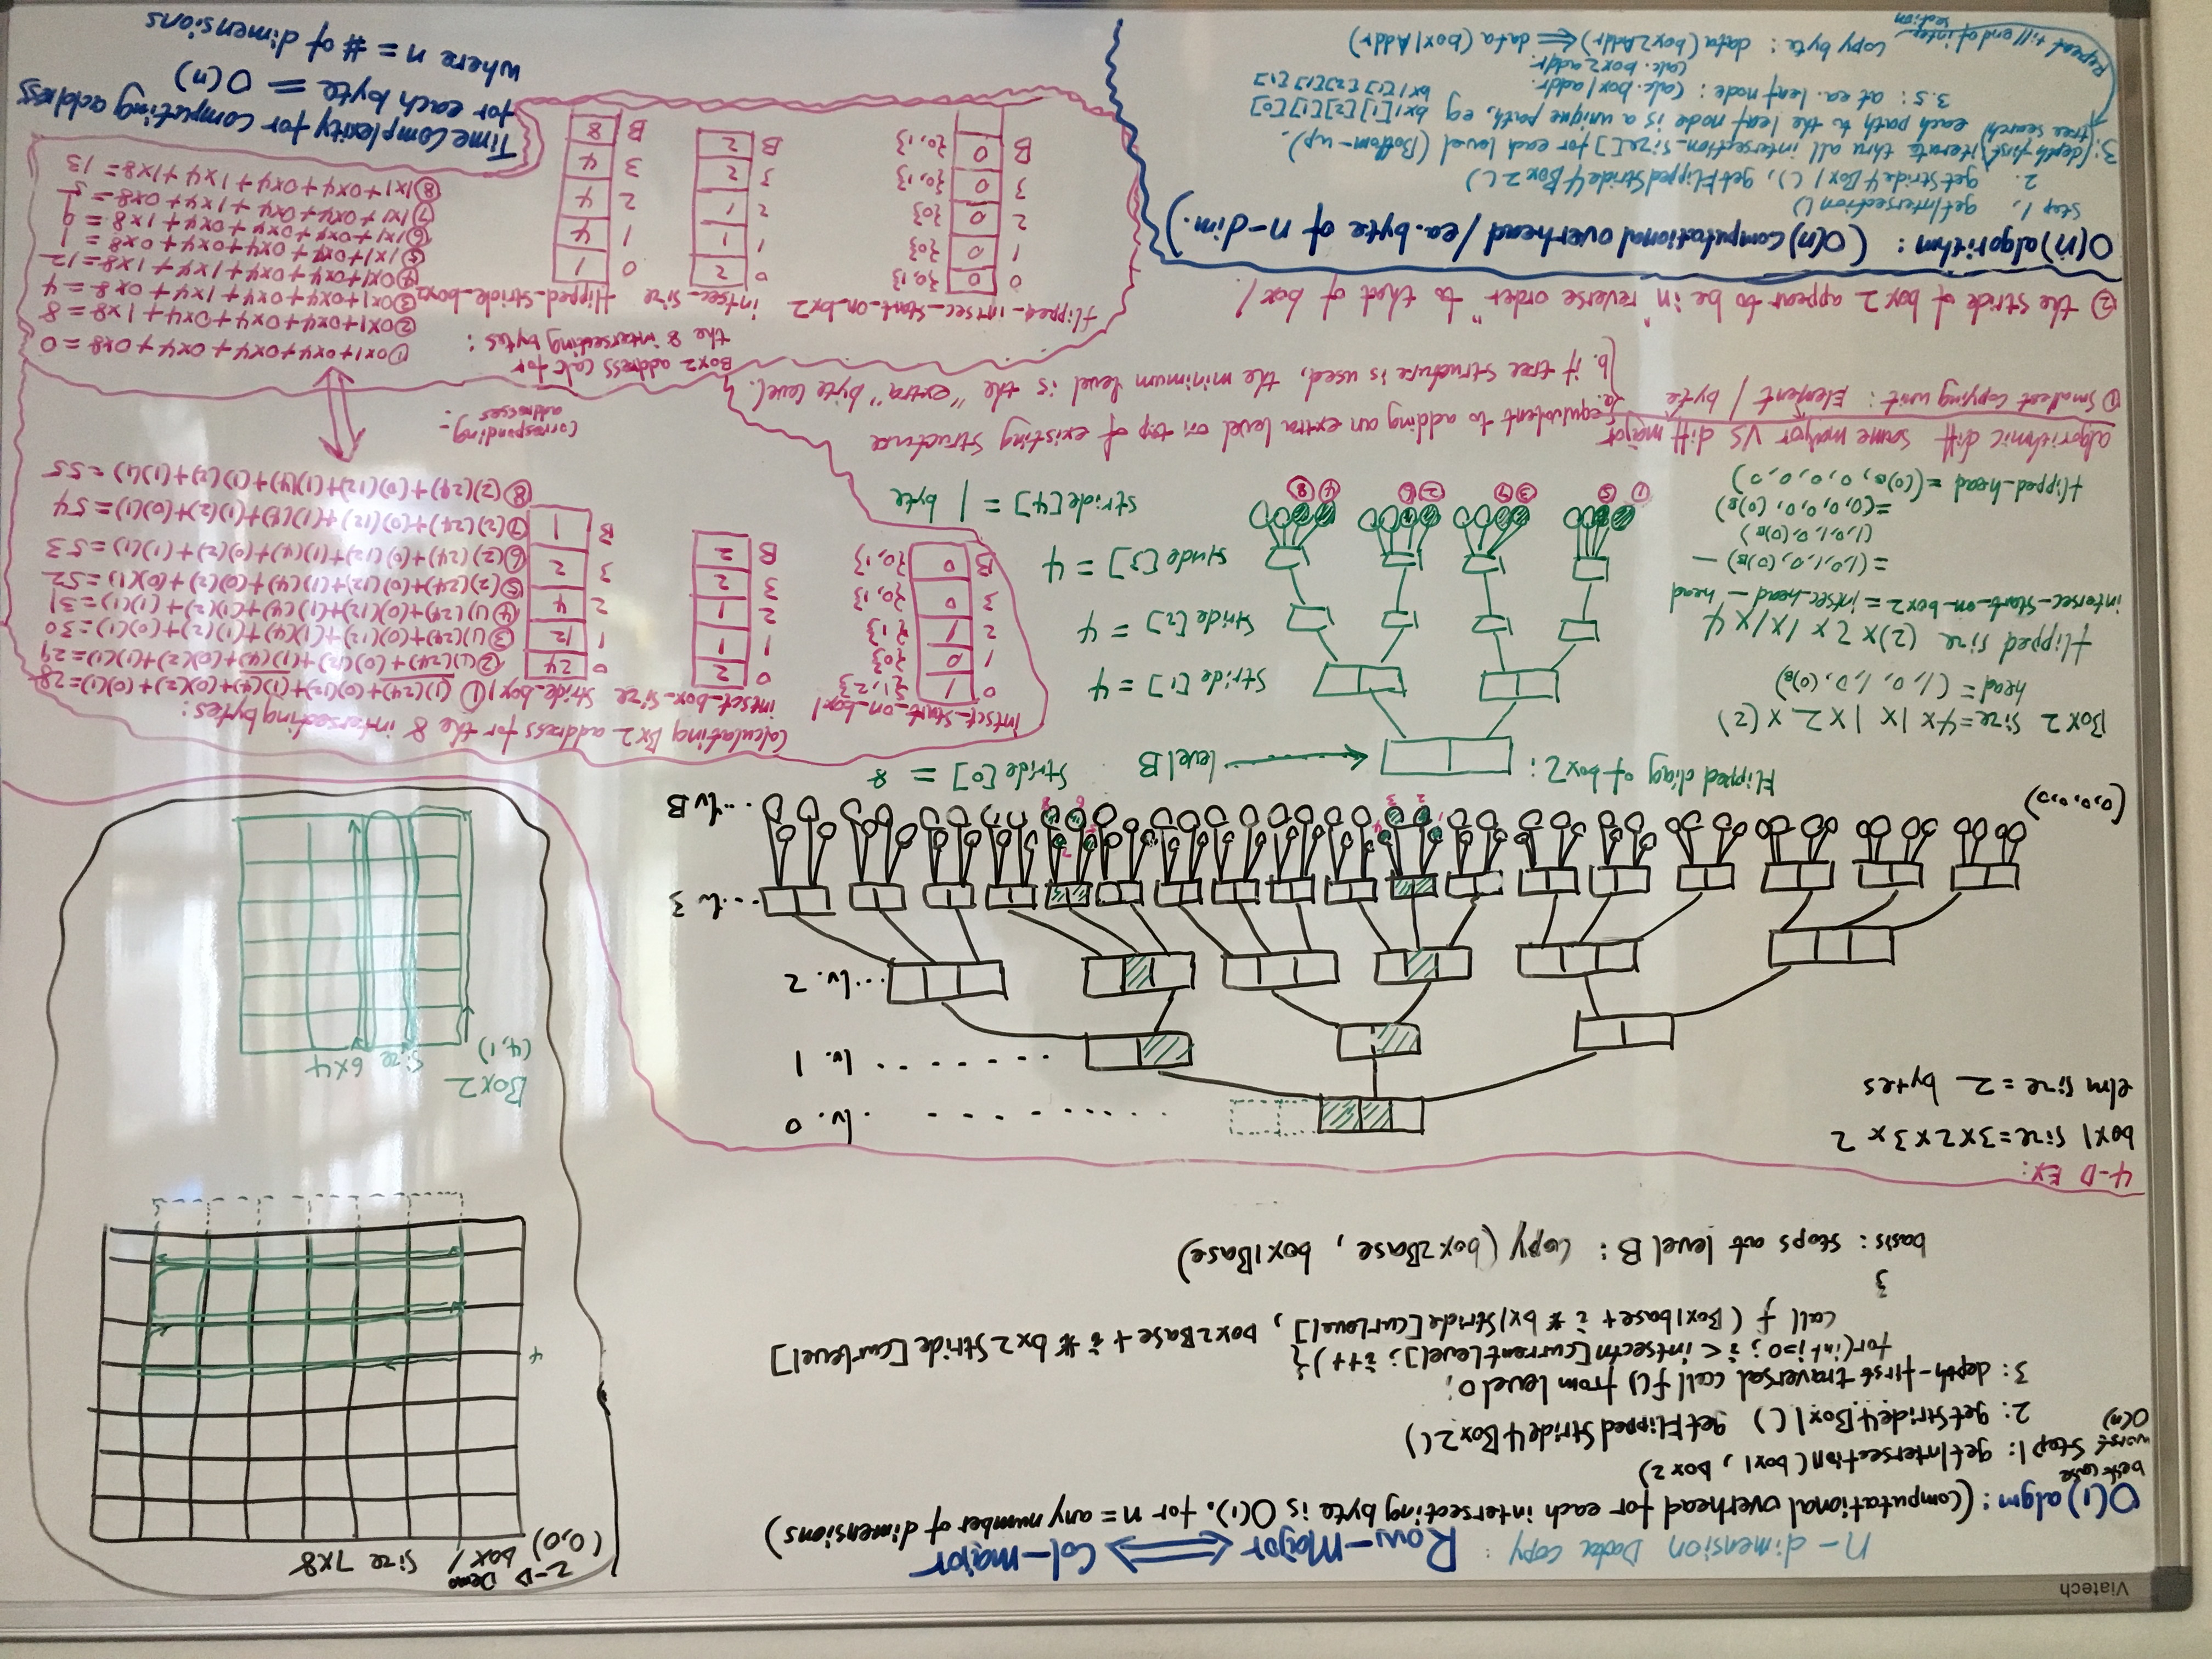 Viatech
n-dimension Data copy : Row-Major ⟺ Col-major
O(1) algm: (Computational overhead for each intersecting byte is O(1). for n = any number of dimensions)
best case
worst
O(n)
Step 1: getIntersection(box1, box2)
2: getStride4Box1() getFlippedStride4Box2()
3: depth-first traversal call f() from level 0;
for(int i=0; i < intsectn[currentLevel]; i++){
call f (Box1base + i * bx1Stride[curLevel], box2Base + i * bx2Stride[curlevel]
}
basis: stops at level B: Copy (box2Base, box1Base)
2-D Demo
(0,0) box1 size 7x8
4
Box2
(4,1) size 6x4
4-D Ex:
box1 size = 3x2x3x2
elm size = 2 bytes
lv. 0
lv. 1
...lv. 2
...lv 3
...lv B
(0,0,0,0)
1 2 3 4 6 7 8
Flipped diag of box2:
level B
Stride[0] = 8
Stride[1] = 4
Stride[2] = 4
stride[3] = 4
stride[4] = 1 byte
① ⑤ ③ ⑦ ② ⑥ ④ ⑧
Box2 size = 4x1x1x2x(2)
head = (1,0,1,0,(0)B)
flipped size (2)x2x1x1x4
intersec_start_on_box2 = intsec_head - head
= (1,0,1,0,(0)B) -
(1,0,1,0,(0)B)
= (0,0,0,0,(0)B)
flipped_head = ((0)B, 0, 0, 0, 0)
Calculating Bx2 address for the 8 intersecting bytes:
intsct_start_on_box1
0 1 {1,2}
1 0 {0}
2 1 {1}
3 0 {0,1}
B 0 {0,1}
intsct_box_size
0 2
1 1
2 1
3 2
B 2
Stride_box1
0 24
1 12
2 4
3 2
B 1
① (1)(24)+(0)(12)+(1)(4)+(0)(2)+(0)(1)=28
② (1)(24)+(0)(12)+(1)(4)+(0)(2)+(1)(1)=29
③ (1)(24)+(0)(12)+(1)(4)+(1)(2)+(0)(1)=30
④ (1)(24)+(0)(12)+(1)(4)+(1)(2)+(1)(1)=31
⑤ (2)(24)+(0)(12)+(1)(4)+(0)(2)+(0)(1)=52
⑥ (2)(24)+(0)(12)+(1)(4)+(0)(2)+(1)(1)=53
⑦ (2)(24)+(0)(12)+(1)(4)+(1)(2)+(0)(1)=54
⑧ (2)(24)+(0)(12)+(1)(4)+(1)(2)+(1)(1)=55
corresponding
addresses
algorithmic diff same major VS diff major
① Smallest copying unit: Element / byte
a. equivalent to adding an extra level on top of existing structure
b. if tree structure is used, the minimum level is the "extra" byte level.
② the stride of box2 appear to be in "reverse order" to that of box1.
Box2 address calc for
the 8 intersecting bytes:
flipped_intsec_start_on_bx2
0 0 {0,1}
1 0 {0}
2 0 {0}
3 0 {0,1}
B 0 {0,1}
intsec_size
0 2
1 1
2 1
3 2
B 2
flipped_stride_box2
0 1
1 4
2 4
3 4
B 8
① 0x1+0x4+0x4+0x4+0x8=0
② 0x1+0x4+0x4+0x4+1x8=8
③ 0x1+0x4+0x4+1x4+0x8=4
④ 0x1+0x4+0x4+1x4+1x8=12
⑤ 1x1+0x4+0x4+0x4+0x8=1
⑥ 1x1+0x4+0x4+0x4+1x8=9
⑦ 1x1+0x4+0x4+1x4+0x8=5
⑧ 1x1+0x4+0x4+1x4+1x8=13
O(n) algorithm: (O(n) computational overhead / ea. byte of n-dim.)
Step 1, getIntersection()
2. getStride4Box1(), getFlippedStride4Box2()
3: (depth-first tree search) iterate thru all intersection_size[] for each level (Bottom-up).
each path to the leaf node is a unique path, eg bx1[1][2][1][0]
bx1[1][2][1][1]
3.5: at ea. leaf node: calc. box1 addr.
calc. box2 addr.
copy byte: data(box2Addr) ⟸ data(box1Addr)
Repeat till end of intersection
Time complexity for computing address
for each byte = O(n)
where n = # of dimensions